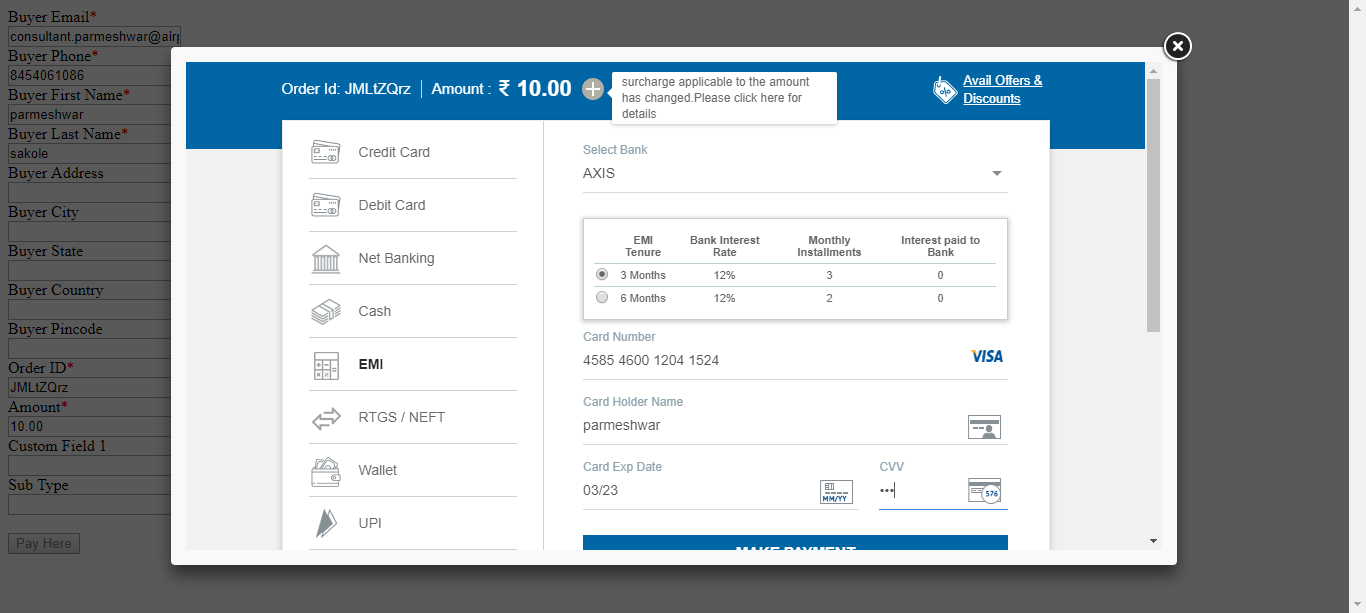 Buyer Email*
consultant.parmeshwar@air
Buyer Phone*
8454061086
Buyer First Name*
parmeshwar
Buyer Last Name*
sakole
Buyer Address
Buyer City
Buyer State
Buyer Country
Buyer Pincode
Order ID*
JMLtZQrz
Amount*
10.00
Custom Field 1
Sub Type
Pay Here
Order Id: JMLtZQrz | Amount : ₹ 10.00
surcharge applicable to the amount
has changed.Please click here for
details
Avail Offers &
Discounts
Credit Card
Debit Card
Net Banking
Cash
EMI
RTGS / NEFT
Wallet
UPI
Select Bank
AXIS
EMI Tenure Bank Interest Rate Monthly Installments Interest paid to Bank
3 Months 12% 3 0
6 Months 12% 2 0
Card Number
4585 4600 1204 1524 VISA
Card Holder Name
parmeshwar
Card Exp Date CVV
03/23 MM/YY ••• 576
MAKE PAYMENT